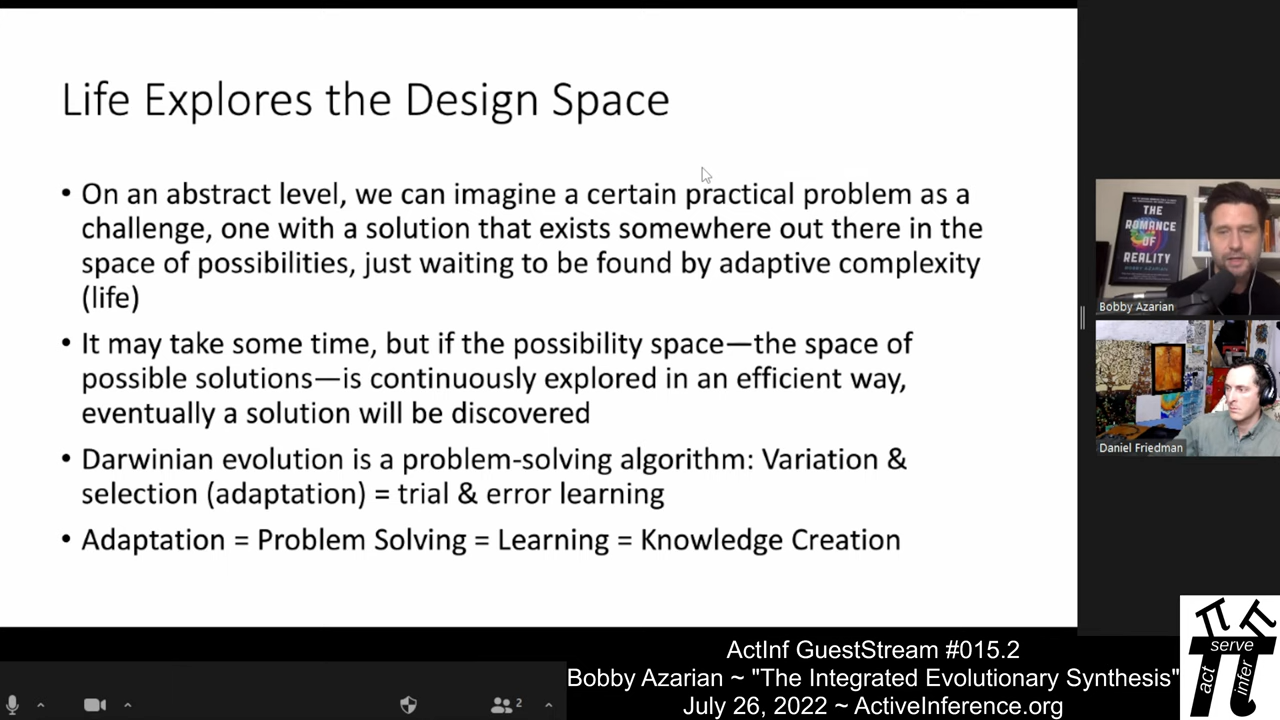 Life Explores the Design Space
• On an abstract level, we can imagine a certain practical problem as a
challenge, one with a solution that exists somewhere out there in the
space of possibilities, just waiting to be found by adaptive complexity
(life)
• It may take some time, but if the possibility space—the space of
possible solutions—is continuously explored in an efficient way,
eventually a solution will be discovered
• Darwinian evolution is a problem-solving algorithm: Variation &
selection (adaptation) = trial & error learning
• Adaptation = Problem Solving = Learning = Knowledge Creation
THE
ROMANCE
OF
REALITY
BOBBY AZARIAN
Bobby Azarian
Daniel Friedman
2
ActInf GuestStream #015.2
Bobby Azarian ~ "The Integrated Evolutionary Synthesis"
July 26, 2022 ~ ActiveInference.org
serve
act
infer